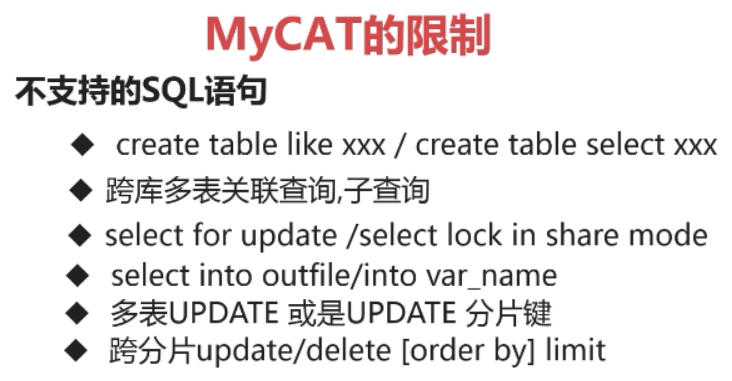 MyCAT的限制
不支持的SQL语句
◆ create table like xxx / create table select xxx
◆ 跨库多表关联查询,子查询
◆ select for update /select lock in share mode
◆ select into outfile/into var_name
◆ 多表UPDATE 或是UPDATE 分片键
◆ 跨分片update/delete [order by] limit